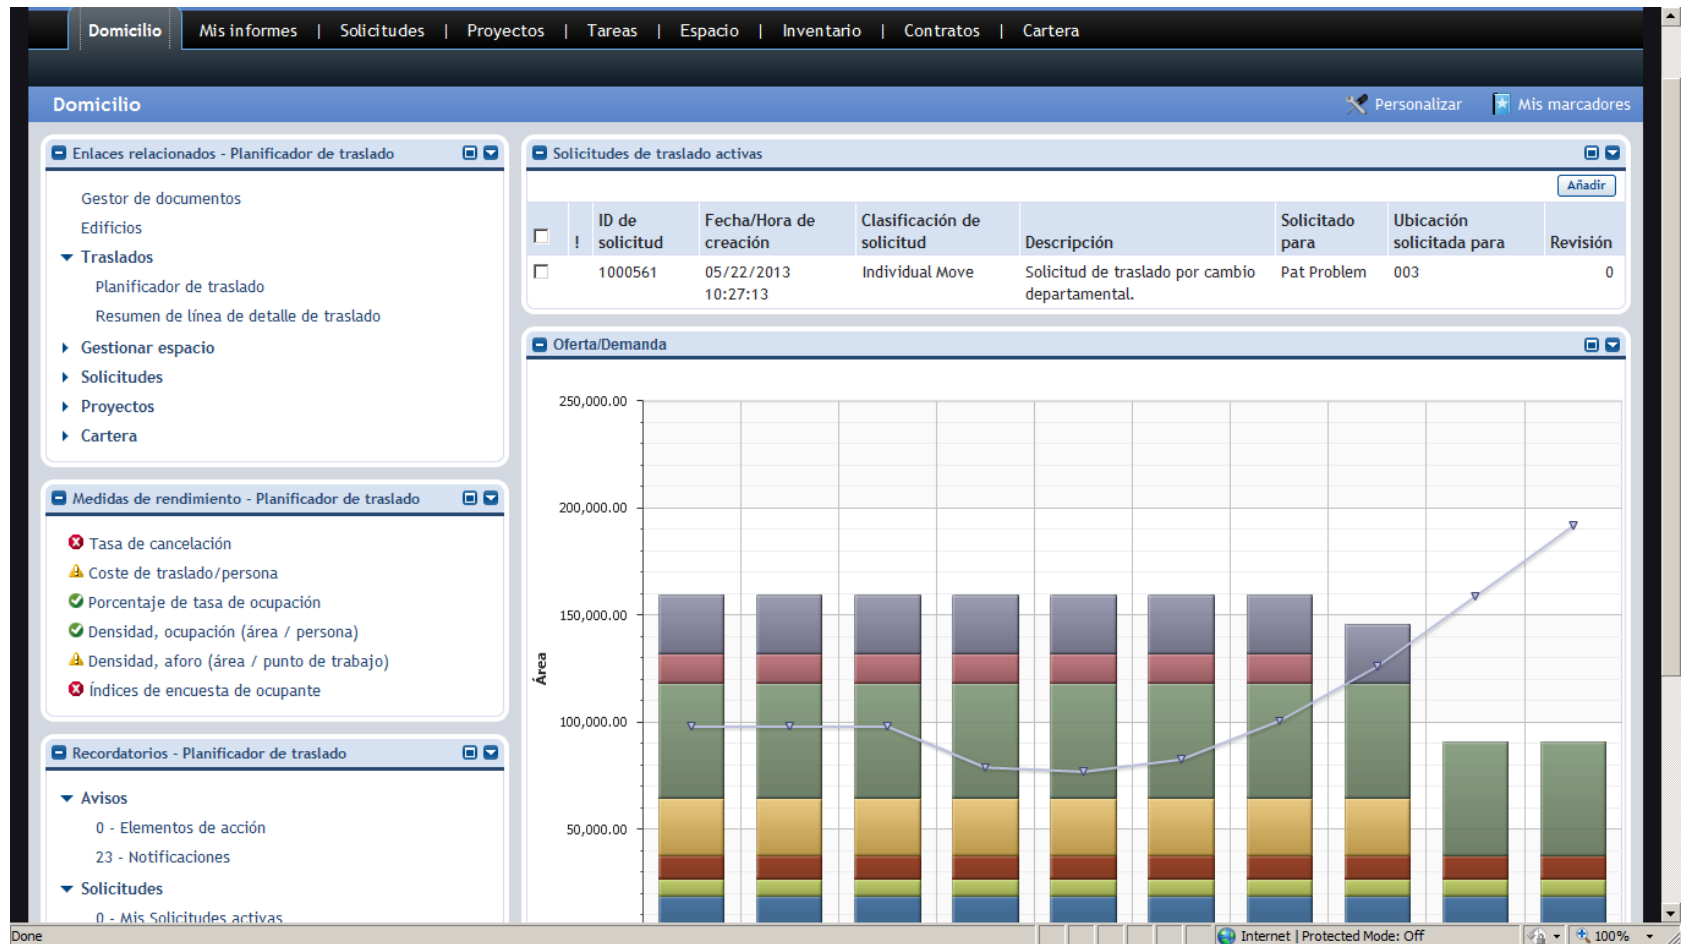 Domicilio
Mis informes | Solicitudes | Proyectos | Tareas | Espacio | Inventario | Contratos | Cartera
Domicilio
Personalizar
Mis marcadores
Enlaces relacionados - Planificador de traslado
Gestor de documentos
Edificios
Traslados
Planificador de traslado
Resumen de línea de detalle de traslado
Gestionar espacio
Solicitudes
Proyectos
Cartera
Medidas de rendimiento - Planificador de traslado
Tasa de cancelación
Coste de traslado/persona
Porcentaje de tasa de ocupación
Densidad, ocupación (área / persona)
Densidad, aforo (área / punto de trabajo)
Índices de encuesta de ocupante
Recordatorios - Planificador de traslado
Avisos
0 - Elementos de acción
23 - Notificaciones
Solicitudes
0 - Mis Solicitudes activas
Solicitudes de traslado activas
Añadir
! ID de solicitud
Fecha/Hora de creación
Clasificación de solicitud
Descripción
Solicitado para
Ubicación solicitada para
Revisión
1000561
05/22/2013 10:27:13
Individual Move
Solicitud de traslado por cambio departamental.
Pat Problem
003
0
Oferta/Demanda
250,000.00
200,000.00
150,000.00
100,000.00
50,000.00
Área
Done
Internet | Protected Mode: Off
100%